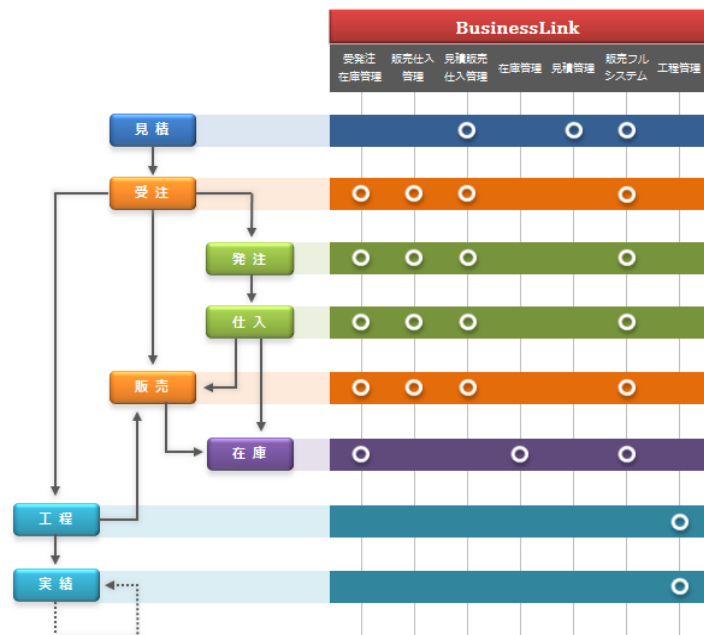 BusinessLink
受発注
在庫管理
販売仕入
管理
見積販売
仕入管理
在庫管理
見積管理
販売フル
システム
工程管理
見 積
受 注
発 注
仕 入
販 売
在 庫
工 程
実 績